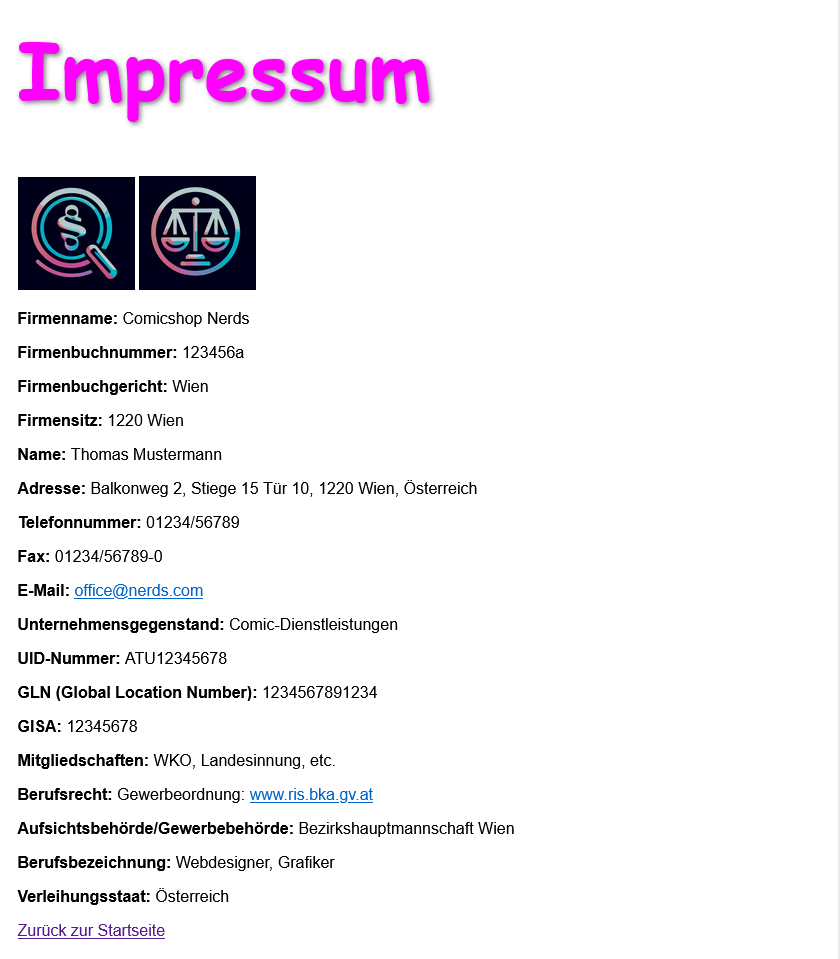 Impressum
Firmenname: Comicshop Nerds
Firmenbuchnummer: 123456a
Firmenbuchgericht: Wien
Firmensitz: 1220 Wien
Name: Thomas Mustermann
Adresse: Balkonweg 2, Stiege 15 Tür 10, 1220 Wien, Österreich
Telefonnummer: 01234/56789
Fax: 01234/56789-0
E-Mail: office@nerds.com
Unternehmensgegenstand: Comic-Dienstleistungen
UID-Nummer: ATU12345678
GLN (Global Location Number): 1234567891234
GISA: 12345678
Mitgliedschaften: WKO, Landesinnung, etc.
Berufsrecht: Gewerbeordnung: www.ris.bka.gv.at
Aufsichtsbehörde/Gewerbebehörde: Bezirkshauptmannschaft Wien
Berufsbezeichnung: Webdesigner, Grafiker
Verleihungsstaat: Österreich
Zurück zur Startseite